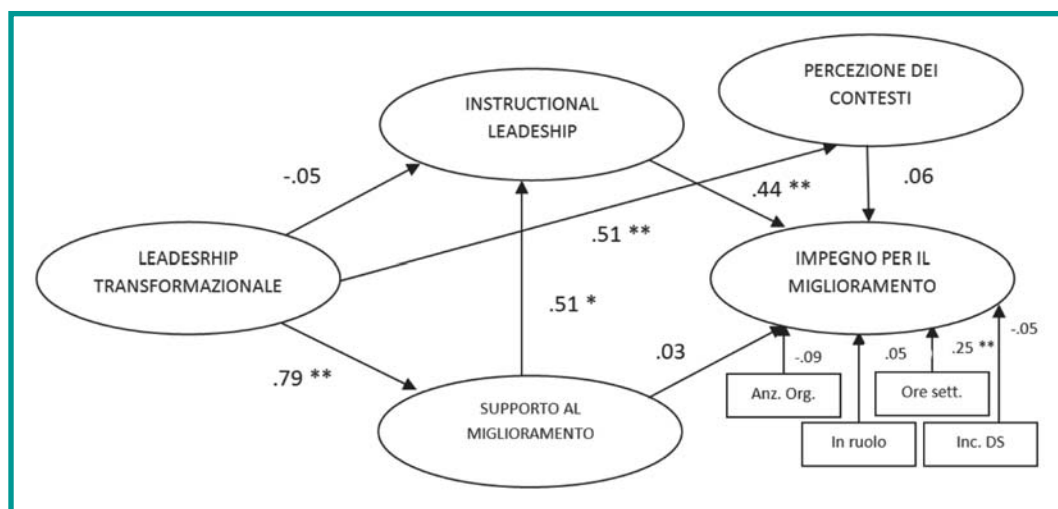 PERCEZIONE DEI
CONTESTI
INSTRUCTIONAL
LEADESHIP
-.05
.44 **
.06
.51 **
LEADESRHIP
TRANSFORMAZIONALE
IMPEGNO PER IL
MIGLIORAMENTO
.51 *
.79 **
.03
-.09
.05
.25 **
-.05
SUPPORTO AL
MIGLIORAMENTO
Anz. Org.
Ore sett.
In ruolo
Inc. DS